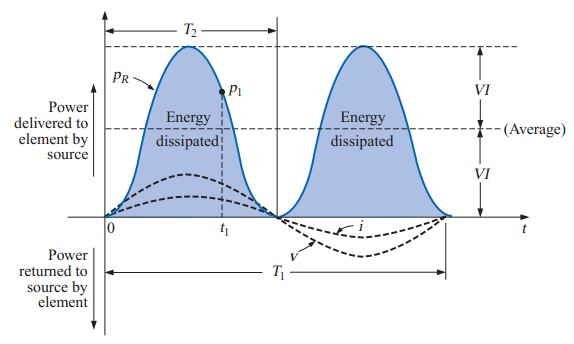 T2
pR
p1
VI
Power
delivered to
element by
source
Energy
dissipated
Energy
dissipated
(Average)
VI
0
t1
i
t
v
Power
returned to
source by
element
T1